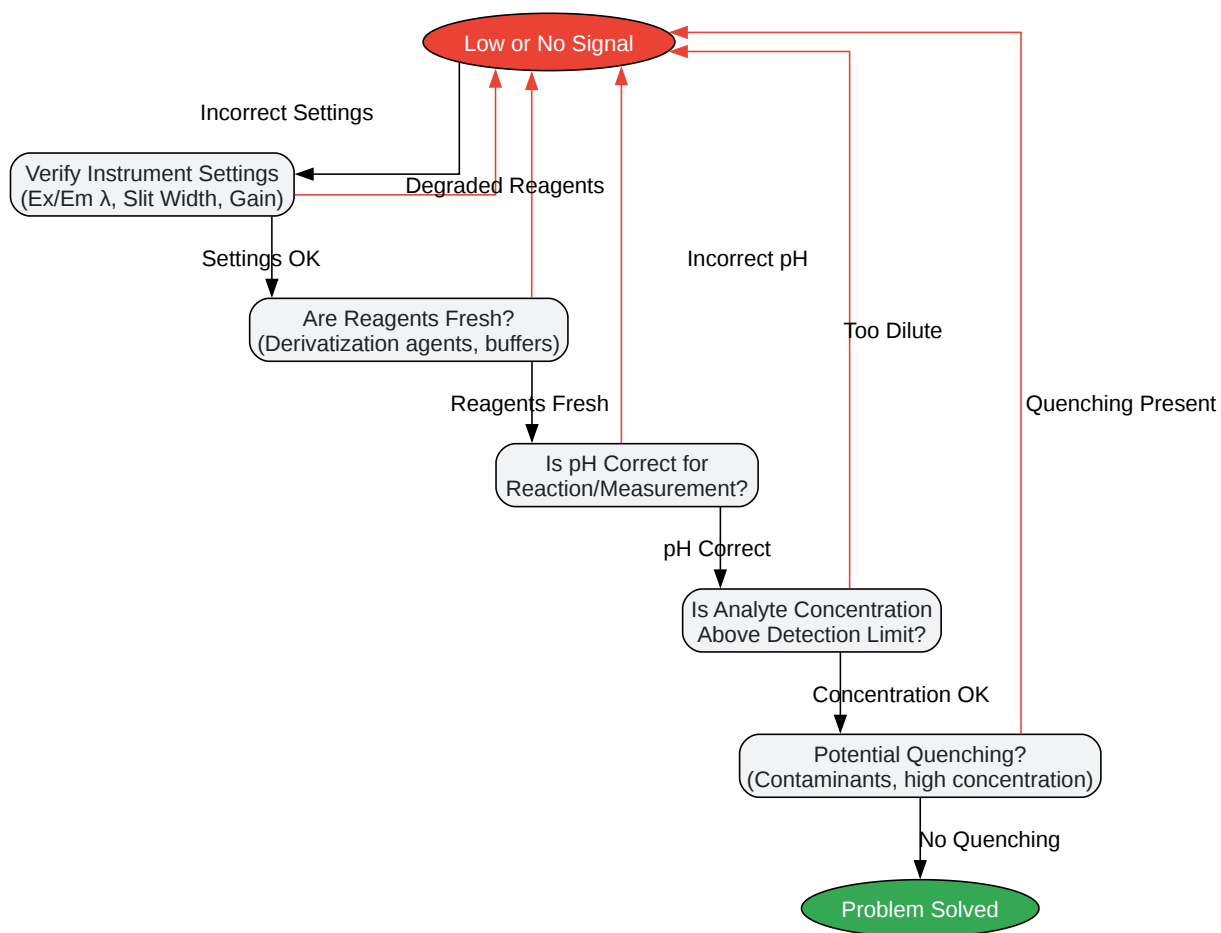 Low or No Signal
Incorrect Settings
Verify Instrument Settings
(Ex/Em λ, Slit Width, Gain)
Degraded Reagents
Settings OK
Incorrect pH
Are Reagents Fresh?
(Derivatization agents, buffers)
Too Dilute
Reagents Fresh
Quenching Present
Is pH Correct for
Reaction/Measurement?
pH Correct
Is Analyte Concentration
Above Detection Limit?
Concentration OK
Potential Quenching?
(Contaminants, high concentration)
No Quenching
Problem Solved